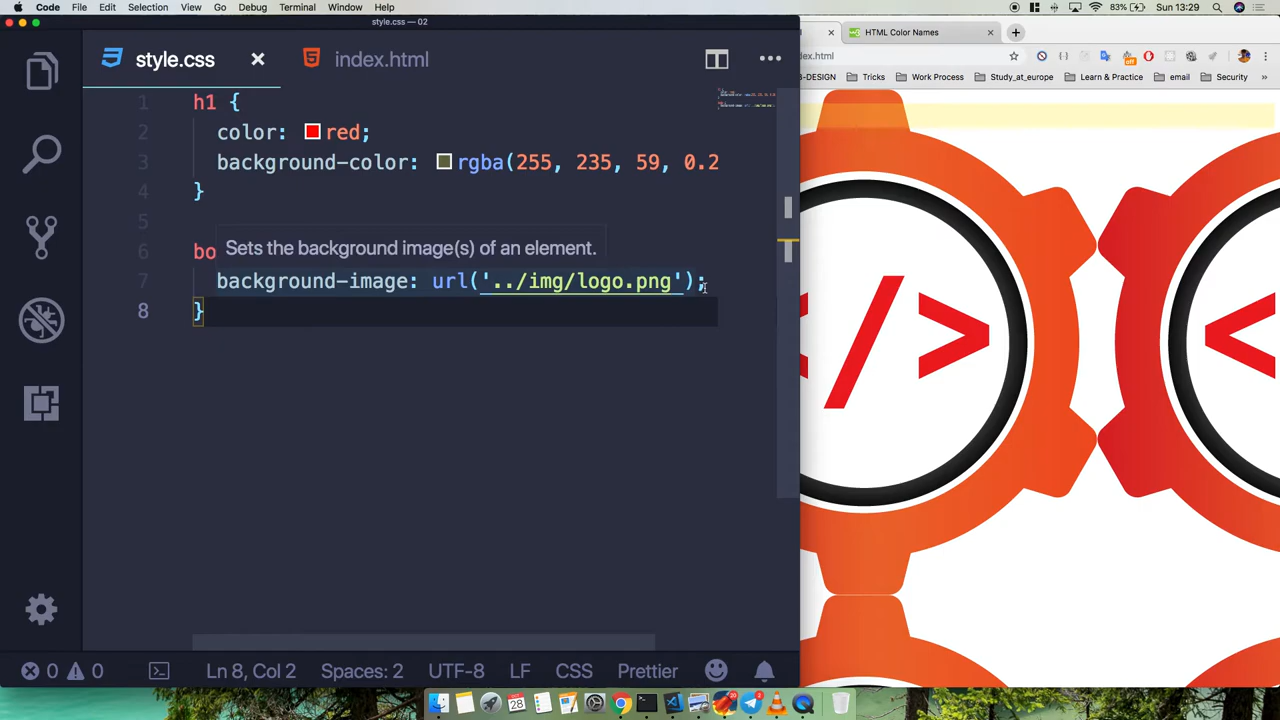 Code File Edit Selection View Go Debug Terminal Window Help 83% Sun 13:29
style.css — 02
style.css index.html
HTML Color Names
index.html
Tricks Work Process Study_at_europe Learn & Practice email Security
1 h1 {
2 color: red;
3 background-color: rgba(255, 235, 59, 0.2
4 }
5
Sets the background image(s) of an element.
6 bo
7 background-image: url('../img/logo.png');
8 }
</> <
Ln 8, Col 2 Spaces: 2 UTF-8 LF CSS Prettier
0 0